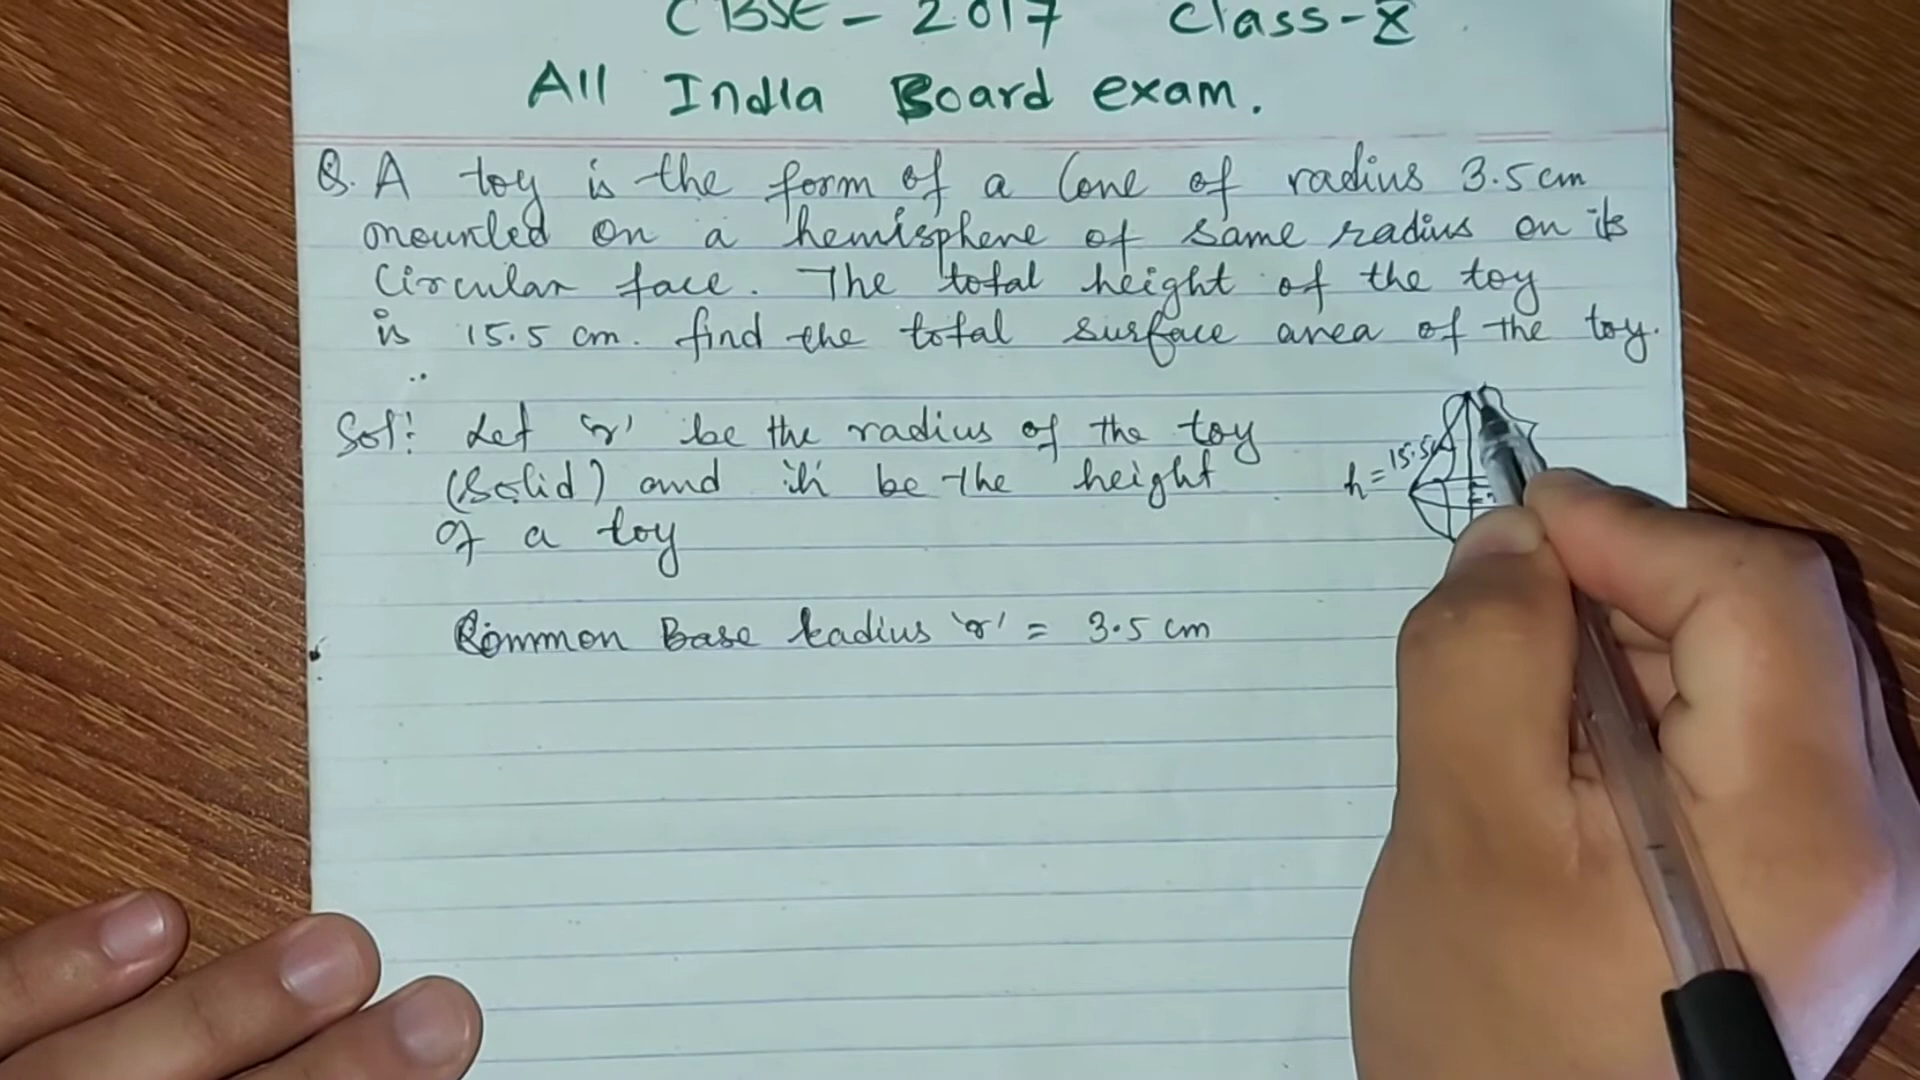 CBSE - 2017 Class-X
All India Board exam.
Q. A toy is the form of a Cone of radius 3.5 cm
mounted on a hemisphere of same radius on its
Circular face. The total height of the toy
is 15.5 cm. find the total surface area of the toy.
Sol: Let 'r' be the radius of the toy
(Solid) and 'h' be the height
of a toy
h = 15.5
Common Base radius 'r' = 3.5 cm